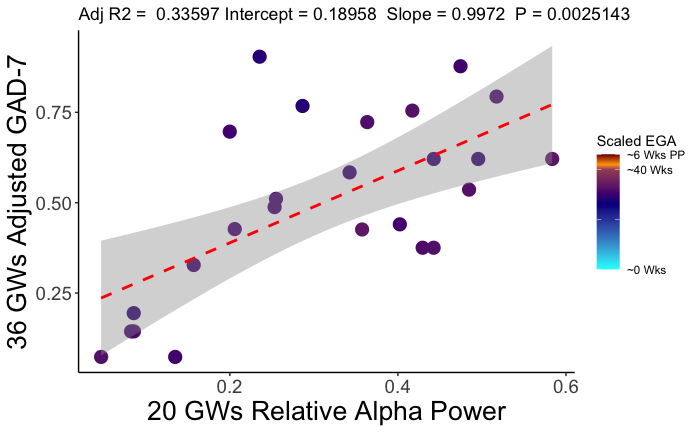 Adj R2 =  0.33597 Intercept = 0.18958  Slope = 0.9972  P = 0.0025143
36 GWs Adjusted GAD-7
0.75
0.50
0.25
0.2
0.4
0.6
20 GWs Relative Alpha Power
Scaled EGA
~6 Wks PP
~40 Wks
~0 Wks